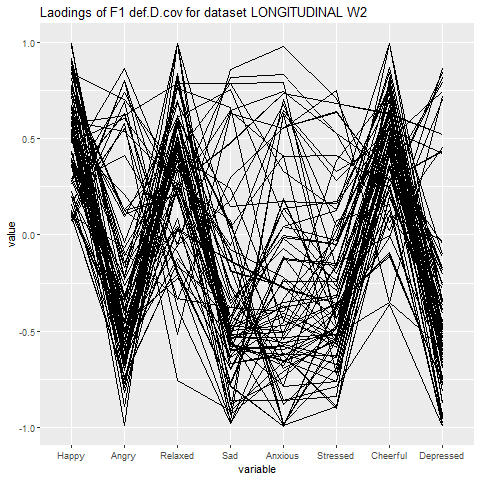 Laodings of F1 def.D.cov for dataset LONGITUDINAL W2
1.0
0.5
0.0
-0.5
-1.0
value
Happy Angry Relaxed Sad Anxious Stressed Cheerful Depressed
variable